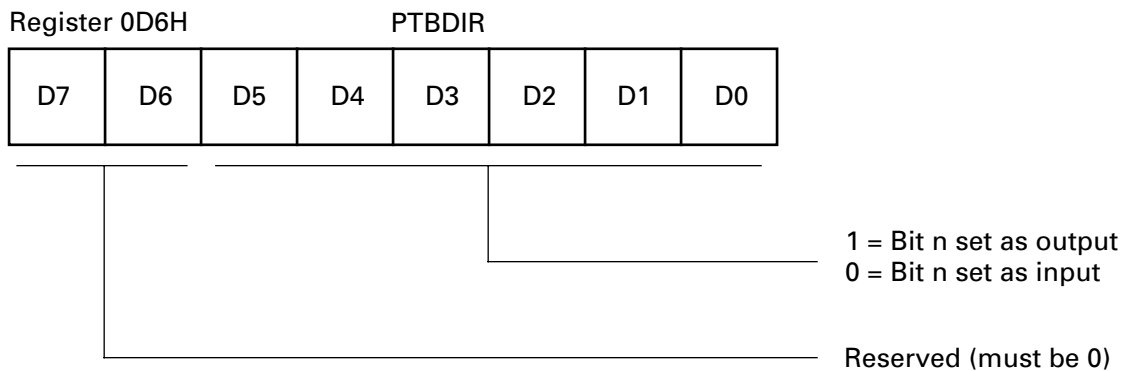 Register 0D6H PTBDIR
D7 D6 D5 D4 D3 D2 D1 D0
1 = Bit n set as output
0 = Bit n set as input
Reserved (must be 0)